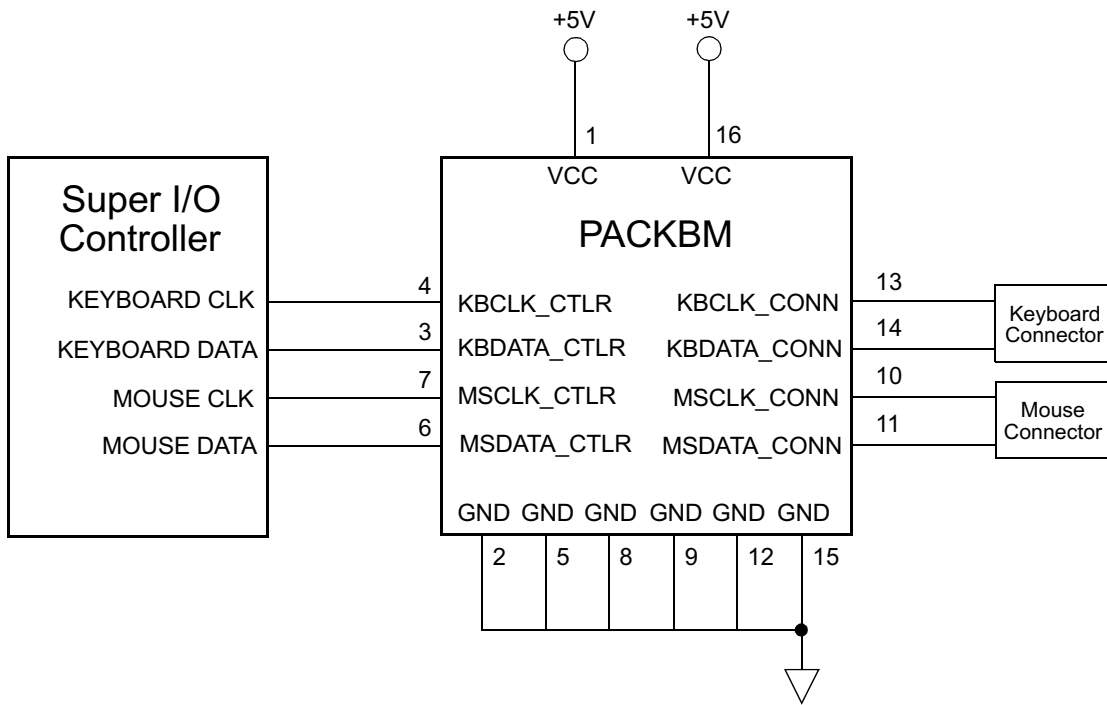 +5V +5V
1 16
VCC VCC
Super I/O
Controller
PACKBM
KEYBOARD CLK 4 KBCLK_CTLR KBCLK_CONN 13
KEYBOARD DATA 3 KBDATA_CTLR KBDATA_CONN 14
Keyboard
Connector
MOUSE CLK 7 MSCLK_CTLR MSCLK_CONN 10
MOUSE DATA 6 MSDATA_CTLR MSDATA_CONN 11
Mouse
Connector
GND GND GND GND GND GND
2 5 8 9 12 15